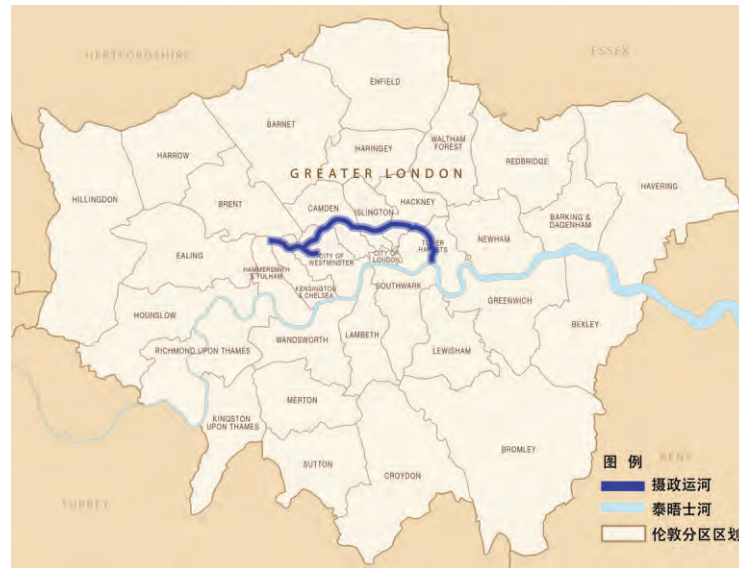 HERTFORDSHIRE
ESSEX
ENFIELD
BARNET
HARROW
HARINGEY
WALTHAM
FOREST
REDBRIDGE
GREATER LONDON
HILLINGDON
HAVERING
BRENT
CAMDEN
ISLINGTON
HACKNEY
BARKING &
DAGENHAM
EALING
CITY OF
WESTMINSTER
CITY OF
LONDON
TOWER
HAMLETS
NEWHAM
HAMMERSMITH
& FULHAM
KENSINGTON
& CHELSEA
SOUTHWARK
GREENWICH
HOUNSLOW
BEXLEY
RICHMOND UPON THAMES
WANDSWORTH
LAMBETH
LEWISHAM
MERTON
KINGSTON
UPON THAMES
BROMLEY
SUTTON
CROYDON
SURREY
KENT
图 例
摄政运河
泰晤士河
伦敦分区区划